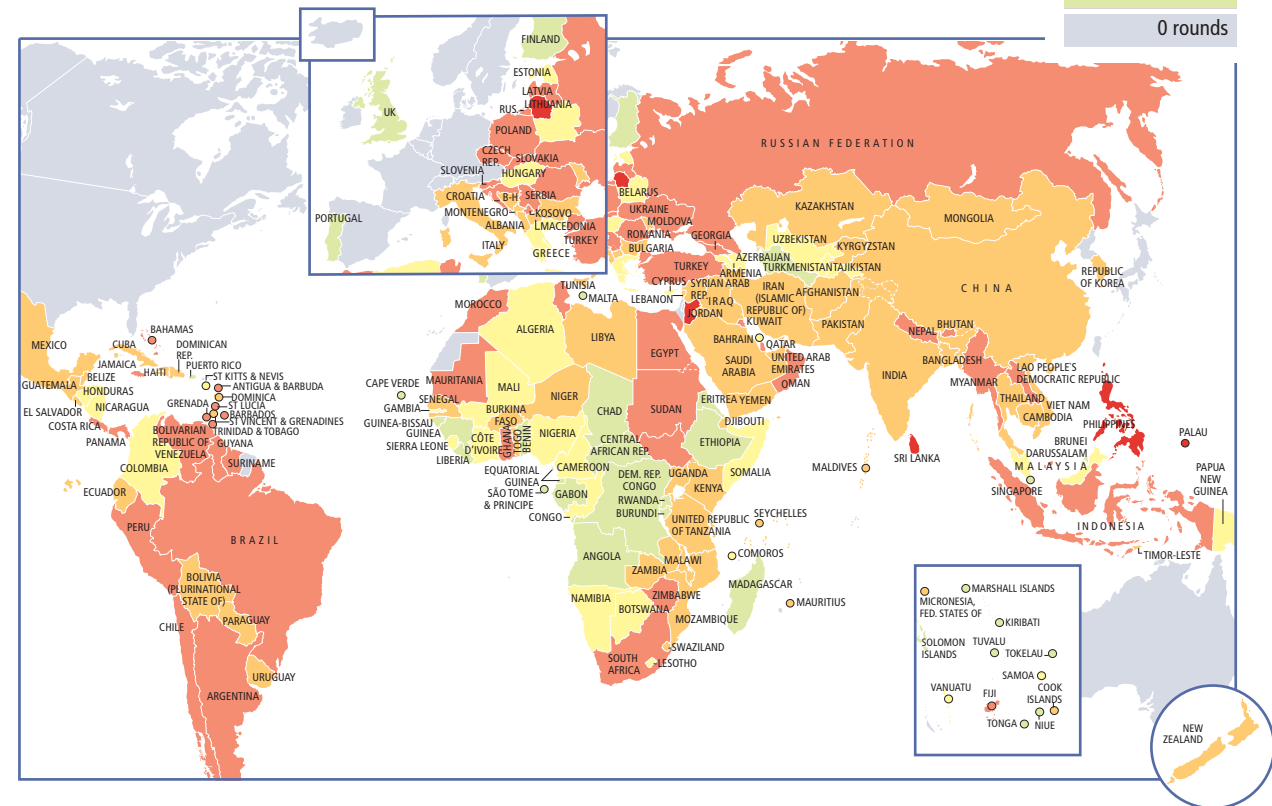 0 rounds
FINLAND
ESTONIA
LATVIA
RUS.
LITHUANIA
UK
POLAND
CZECH
REP.
SLOVAKIA
SLOVENIA
HUNGARY
CROATIA
B-H
SERBIA
PORTUGAL
MONTENEGRO
KOSOVO
ALBANIA
MACEDONIA
ITALY
TURKEY
GREECE
RUSSIAN FEDERATION
BELARUS
UKRAINE
MOLDOVA
ROMANIA
BULGARIA
GEORGIA
KAZAKHSTAN
MONGOLIA
UZBEKISTAN
KYRGYZSTAN
AZERBAIJAN
ARMENIA
TURKMENISTAN
TAJIKISTAN
TURKEY
CYPRUS
SYRIAN ARAB
REP.
LEBANON
IRAQ
JORDAN
IRAN
(ISLAMIC
REPUBLIC OF)
AFGHANISTAN
KUWAIT
PAKISTAN
CHINA
REPUBLIC
OF KOREA
TUNISIA
MALTA
MOROCCO
ALGERIA
LIBYA
EGYPT
BAHRAIN
QATAR
SAUDI
ARABIA
UNITED ARAB
EMIRATES
OMAN
NEPAL
BHUTAN
BANGLADESH
INDIA
MYANMAR
LAO PEOPLE'S
DEMOCRATIC REPUBLIC
THAILAND
VIET NAM
CAMBODIA
PHILIPPINES
PALAU
MEXICO
CUBA
BAHAMAS
DOMINICAN
REP.
PUERTO RICO
JAMAICA
HAITI
BELIZE
GUATEMALA
HONDURAS
EL SALVADOR
NICARAGUA
COSTA RICA
PANAMA
ST KITTS & NEVIS
ANTIGUA & BARBUDA
DOMINICA
ST LUCIA
GRENADA
BARBADOS
ST VINCENT & GRENADINES
TRINIDAD & TOBAGO
BOLIVARIAN
REPUBLIC OF
VENEZUELA
GUYANA
SURINAME
COLOMBIA
ECUADOR
PERU
BRAZIL
BOLIVIA
(PLURINATIONAL
STATE OF)
PARAGUAY
CHILE
URUGUAY
ARGENTINA
CAPE VERDE
MAURITANIA
MALI
NIGER
CHAD
SUDAN
ERITREA
YEMEN
SENEGAL
GAMBIA
GUINEA-BISSAU
GUINEA
SIERRA LEONE
LIBERIA
BURKINA
FASO
CÔTE
D'IVOIRE
GHANA
TOGO
BENIN
NIGERIA
DJIBOUTI
ETHIOPIA
CENTRAL
AFRICAN REP.
CAMEROON
EQUATORIAL
GUINEA
SÃO TOME
& PRINCIPE
GABON
CONGO
DEM. REP.
CONGO
RWANDA
BURUNDI
UGANDA
KENYA
SOMALIA
UNITED REPUBLIC
OF TANZANIA
SEYCHELLES
COMOROS
ANGOLA
MALAWI
ZAMBIA
MADAGASCAR
MAURITIUS
NAMIBIA
ZIMBABWE
BOTSWANA
MOZAMBIQUE
SWAZILAND
SOUTH
AFRICA
LESOTHO
MALDIVES
SRI LANKA
BRUNEI
DARUSSALAM
MALAYSIA
SINGAPORE
INDONESIA
PAPUA
NEW
GUINEA
TIMOR-LESTE
MICRONESIA,
FED. STATES OF
MARSHALL ISLANDS
KIRIBATI
SOLOMON
ISLANDS
TUVALU
TOKELAU
SAMOA
VANUATU
FIJI
COOK
ISLANDS
TONGA
NIUE
NEW
ZEALAND